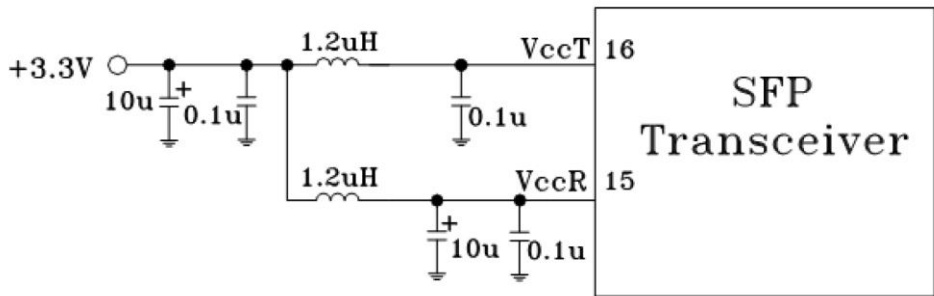 1.2uH
VccT 16
+3.3V
10u + 0.1u
0.1u
SFP
Transceiver
1.2uH
VccR 15
+
10u 0.1u